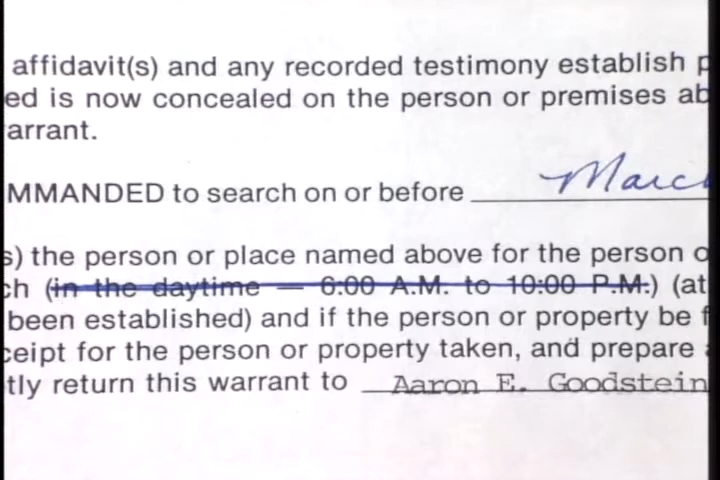 affidavit(s) and any recorded testimony establish p
ed is now concealed on the person or premises ab
arrant.
MMANDED to search on or before Marc
s) the person or place named above for the person o
ch (in the daytime — 6:00 A.M. to 10:00 P.M.) (at
been established) and if the person or property be f
ceipt for the person or property taken, and prepare a
tly return this warrant to Aaron E. Goodstein